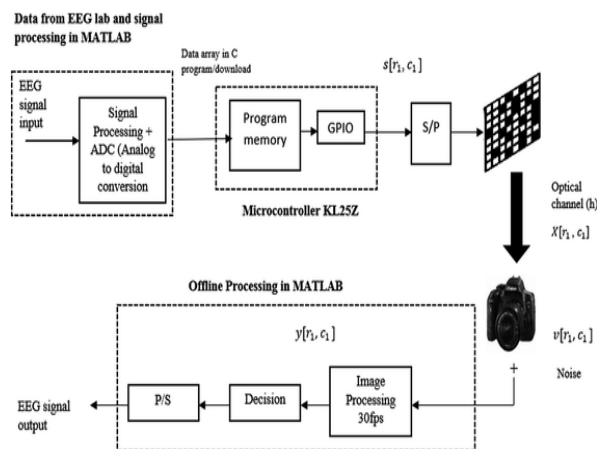 Data from EEG lab and signal
processing in MATLAB
Data array in C
program/download
s[r₁, c₁]
EEG
signal
input
Signal
Processing +
ADC (Analog
to digital
conversion
Program
memory
GPIO
S/P
Microcontroller KL25Z
Optical
channel (h)
X[r₁, c₁]
Offline Processing in MATLAB
y[r₁, c₁]
v[r₁, c₁]
+
Noise
Image
Processing
30fps
Decision
P/S
EEG signal
output